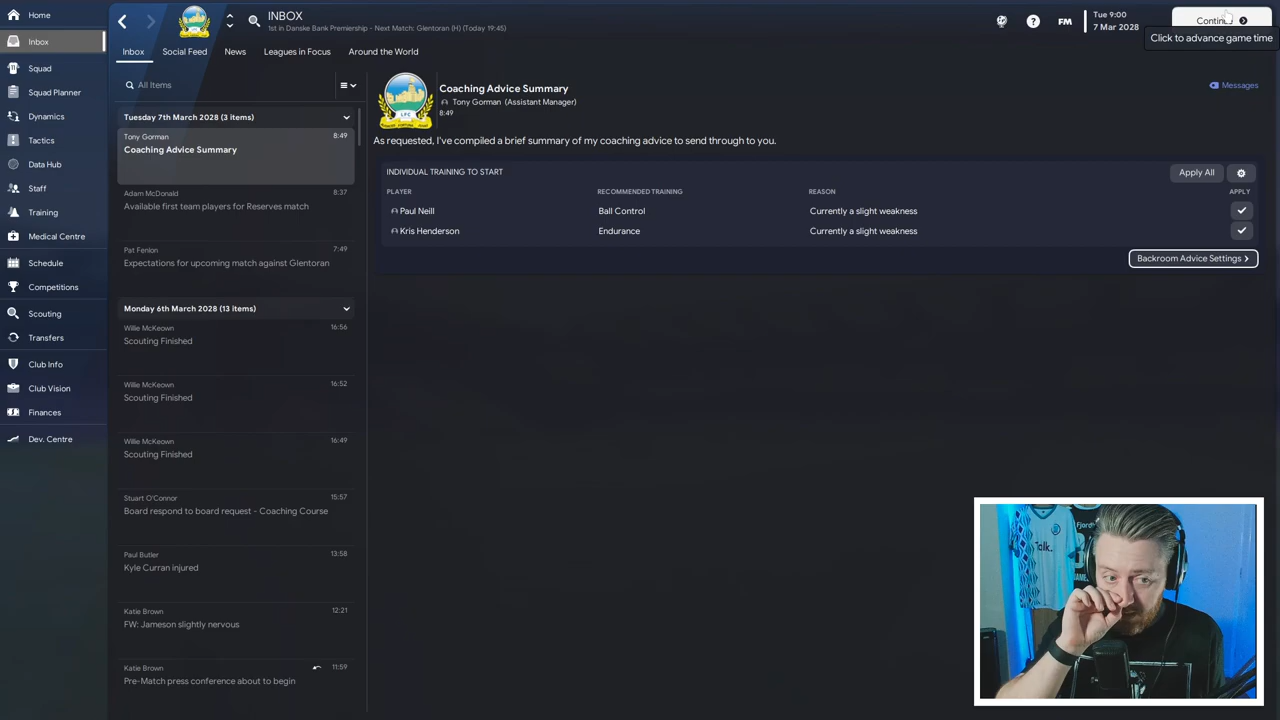 INBOX
1st in Danske Bank Premiership - Next Match: Glentoran (H) (Today 19:45)
FM
Tue 9:00
7 Mar 2028
Click to advance game time
Home
Inbox
Squad
Squad Planner
Dynamics
Tactics
Data Hub
Staff
Training
Medical Centre
Schedule
Competitions
Scouting
Transfers
Club Info
Club Vision
Finances
Dev. Centre
Inbox Social Feed News Leagues in Focus Around the World
All Items
Tuesday 7th March 2028 (3 items)
Tony Gorman 8:49
Coaching Advice Summary
Adam McDonald 8:37
Available first team players for Reserves match
Pat Fenlon 7:49
Expectations for upcoming match against Glentoran
Monday 6th March 2028 (13 items)
Willie McKeown 16:56
Scouting Finished
Willie McKeown 16:52
Scouting Finished
Willie McKeown 16:49
Scouting Finished
Stuart O'Connor 15:57
Board respond to board request - Coaching Course
Paul Butler 13:58
Kyle Curran injured
Katie Brown 12:21
FW: Jameson slightly nervous
Katie Brown 11:59
Pre-Match press conference about to begin
LFC
Coaching Advice Summary
Tony Gorman (Assistant Manager)
8:49
Messages
As requested, I've compiled a brief summary of my coaching advice to send through to you.
INDIVIDUAL TRAINING TO START Apply All
PLAYER RECOMMENDED TRAINING REASON APPLY
Paul Neill Ball Control Currently a slight weakness
Kris Henderson Endurance Currently a slight weakness
Backroom Advice Settings
Talk.
Fjord